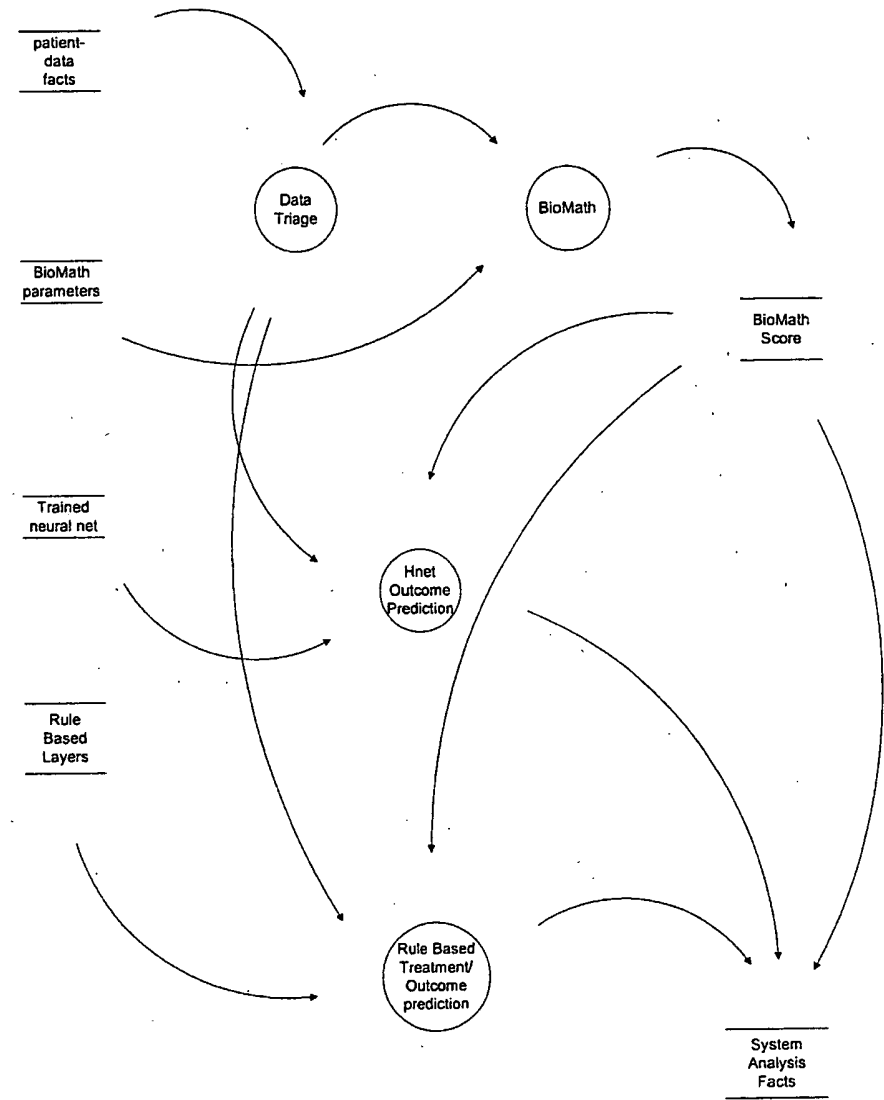 patient-
data
facts
Data
Triage
BioMath
BioMath
parameters
BioMath
Score
Trained
neural net
Hnet
Outcome
Prediction
Rule
Based
Layers
Rule Based
Treatment/
Outcome
prediction
System
Analysis
Facts